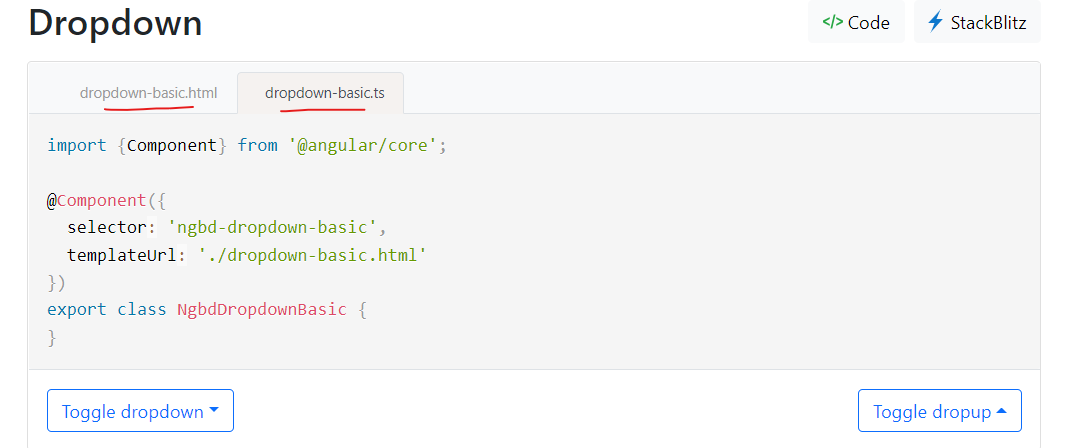 Dropdown
</> Code
StackBlitz
dropdown-basic.html
dropdown-basic.ts
import {Component} from '@angular/core';
@Component({
  selector: 'ngbd-dropdown-basic',
  templateUrl: './dropdown-basic.html'
})
export class NgbdDropdownBasic {
}
Toggle dropdown
Toggle dropup